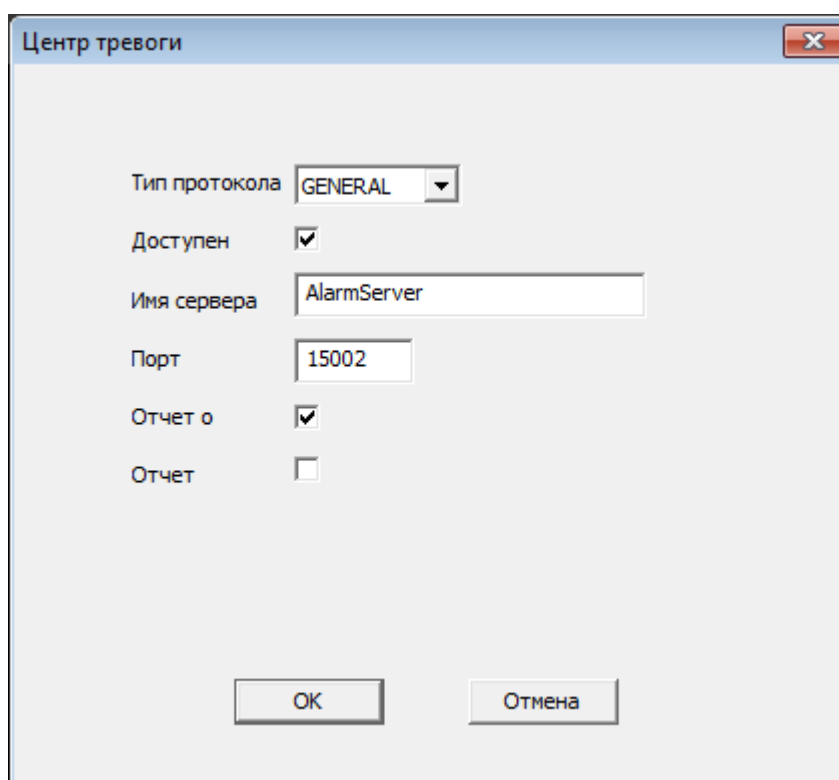 Центр тревоги
Тип протокола GENERAL
Доступен
Имя сервера AlarmServer
Порт 15002
Отчет о
Отчет
OK Отмена